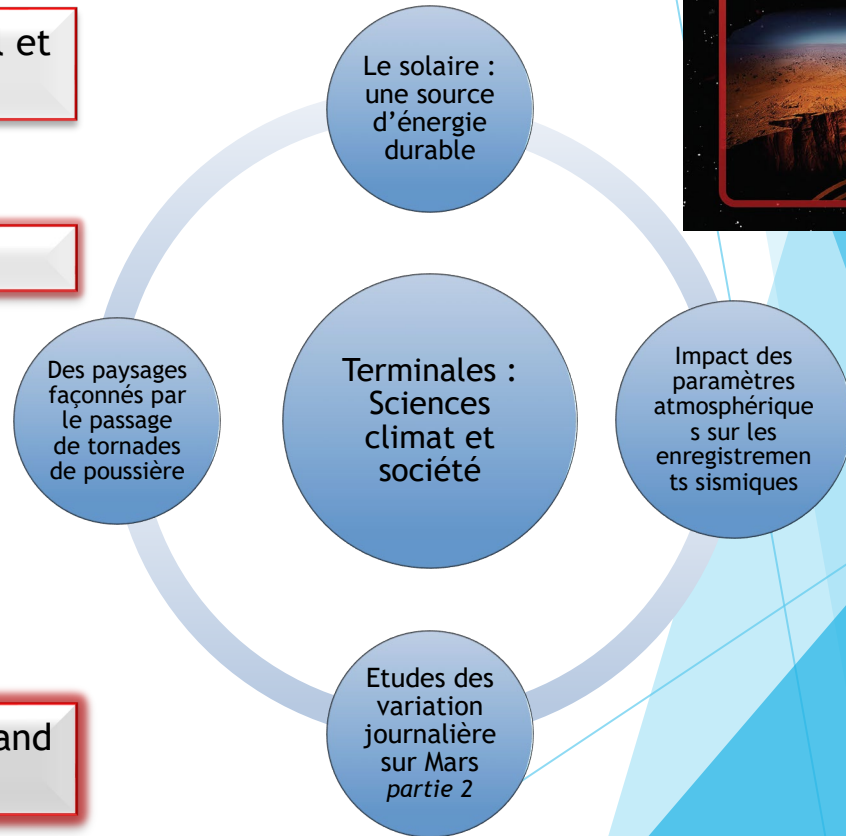 et
Le solaire :
une source
d'énergie
durable
Des paysages
façonnés par
le passage
de tornades
de poussière
Terminales :
Sciences
climat et
société
Impact des
paramètres
atmosphérique
s sur les
enregistremen
ts sismiques
Etudes des
variation
journalière
sur Mars
partie 2
and